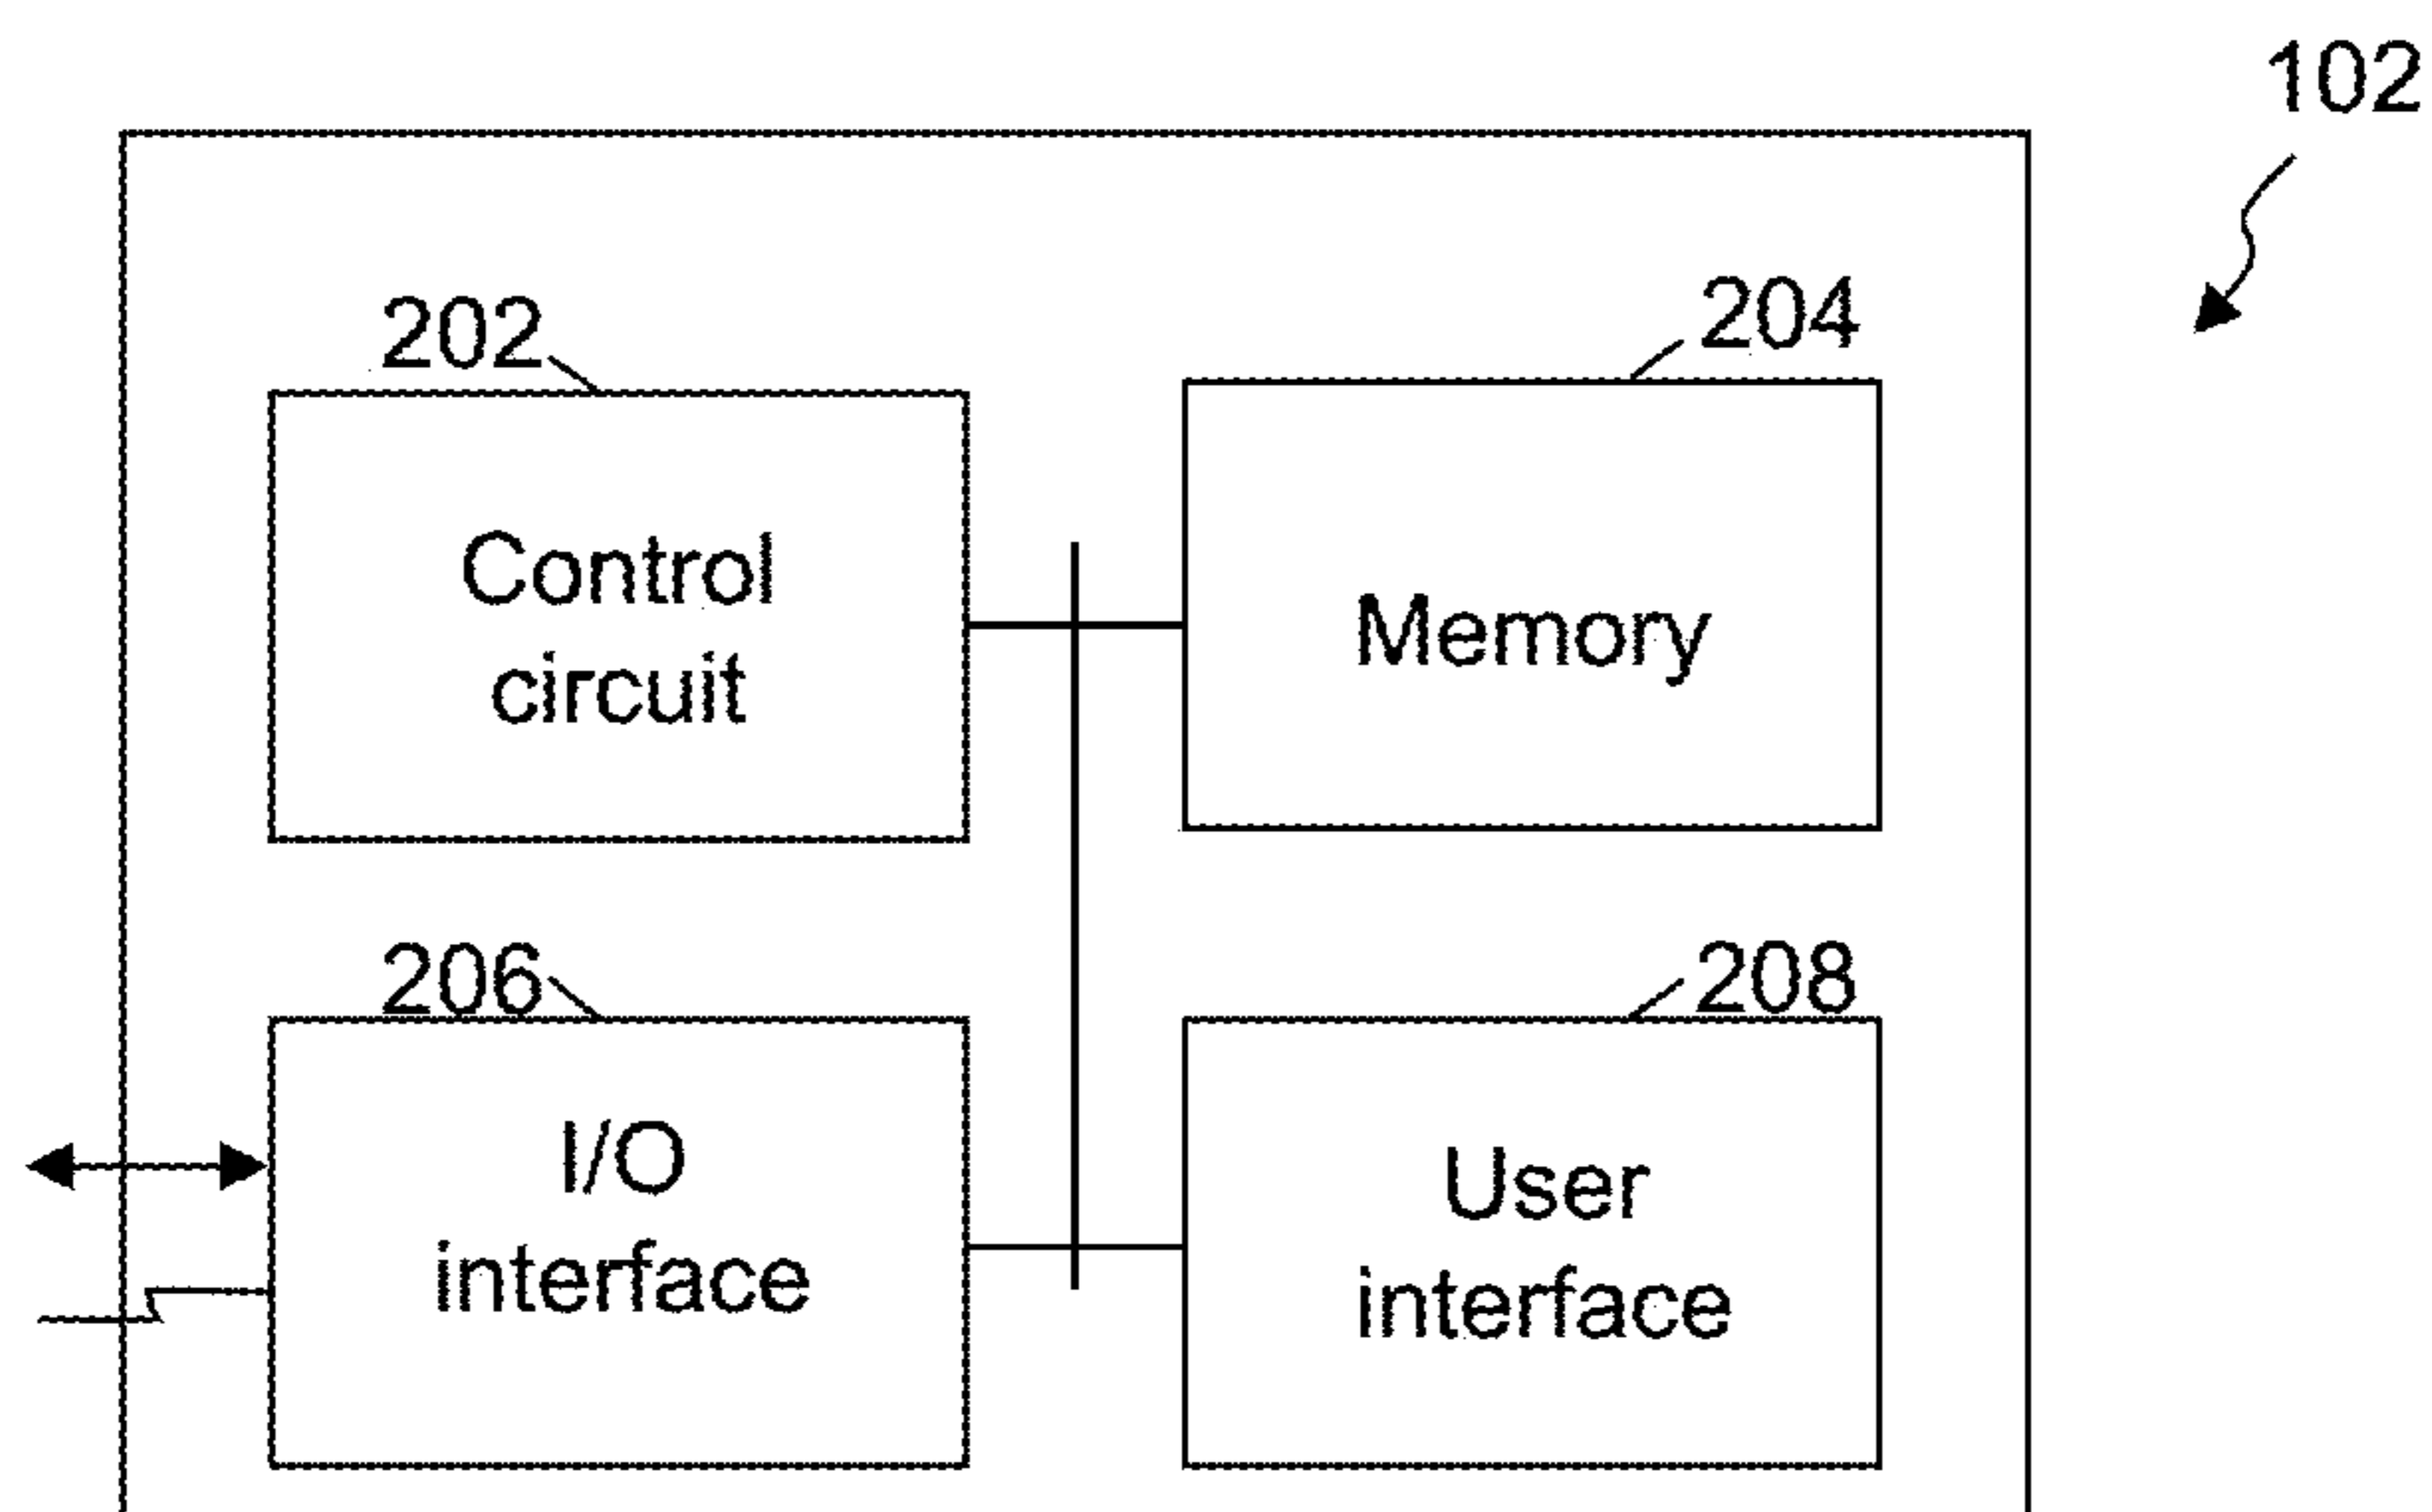 102
202
204
Control
circuit
Memory
206
208
I/O
interface
User
interface